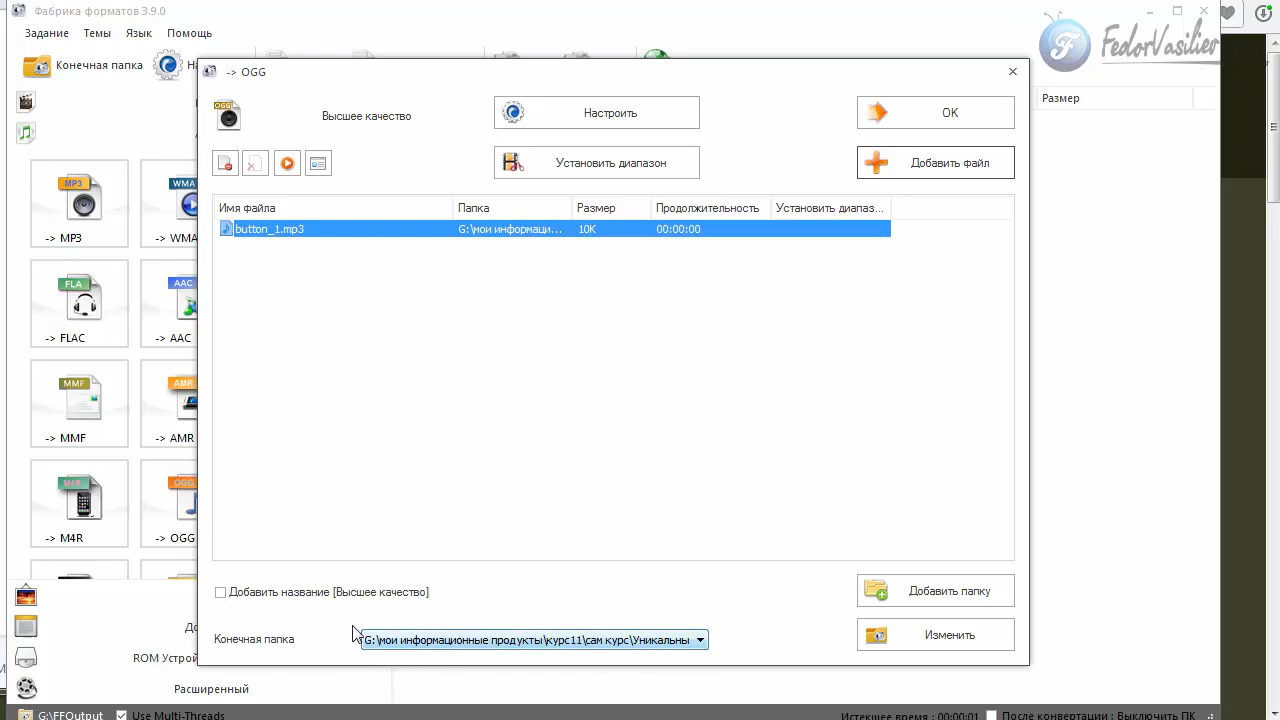 Фабрика форматов 3.9.0
Задание Темы Язык Помощь
FedorVasiliev
Конечная папка
-> OGG
Размер
OGG
Высшее качество
Настроить
OK
Установить диапазон
Добавить файл
Имя файла Папка Размер Продолжительность Установить диапаз...
button_1.mp3 G:\мои информаци... 10K 00:00:00
MP3 WMA
-> MP3 -> WMA
FLA AAC
-> FLAC -> AAC
MMF AMR
-> MMF -> AMR
M4R OGG
-> M4R -> OGG
Добавить название [Высшее качество]
Добавить папку
Конечная папка G:\мои информационные продукты\курс11\сам курс\Уникальны
Изменить
ROM Устрой
Расширенный
G:\FFOutput Use Multi-Threads Истекшее время : 00:00:01 После конвертации : Выключить ПК